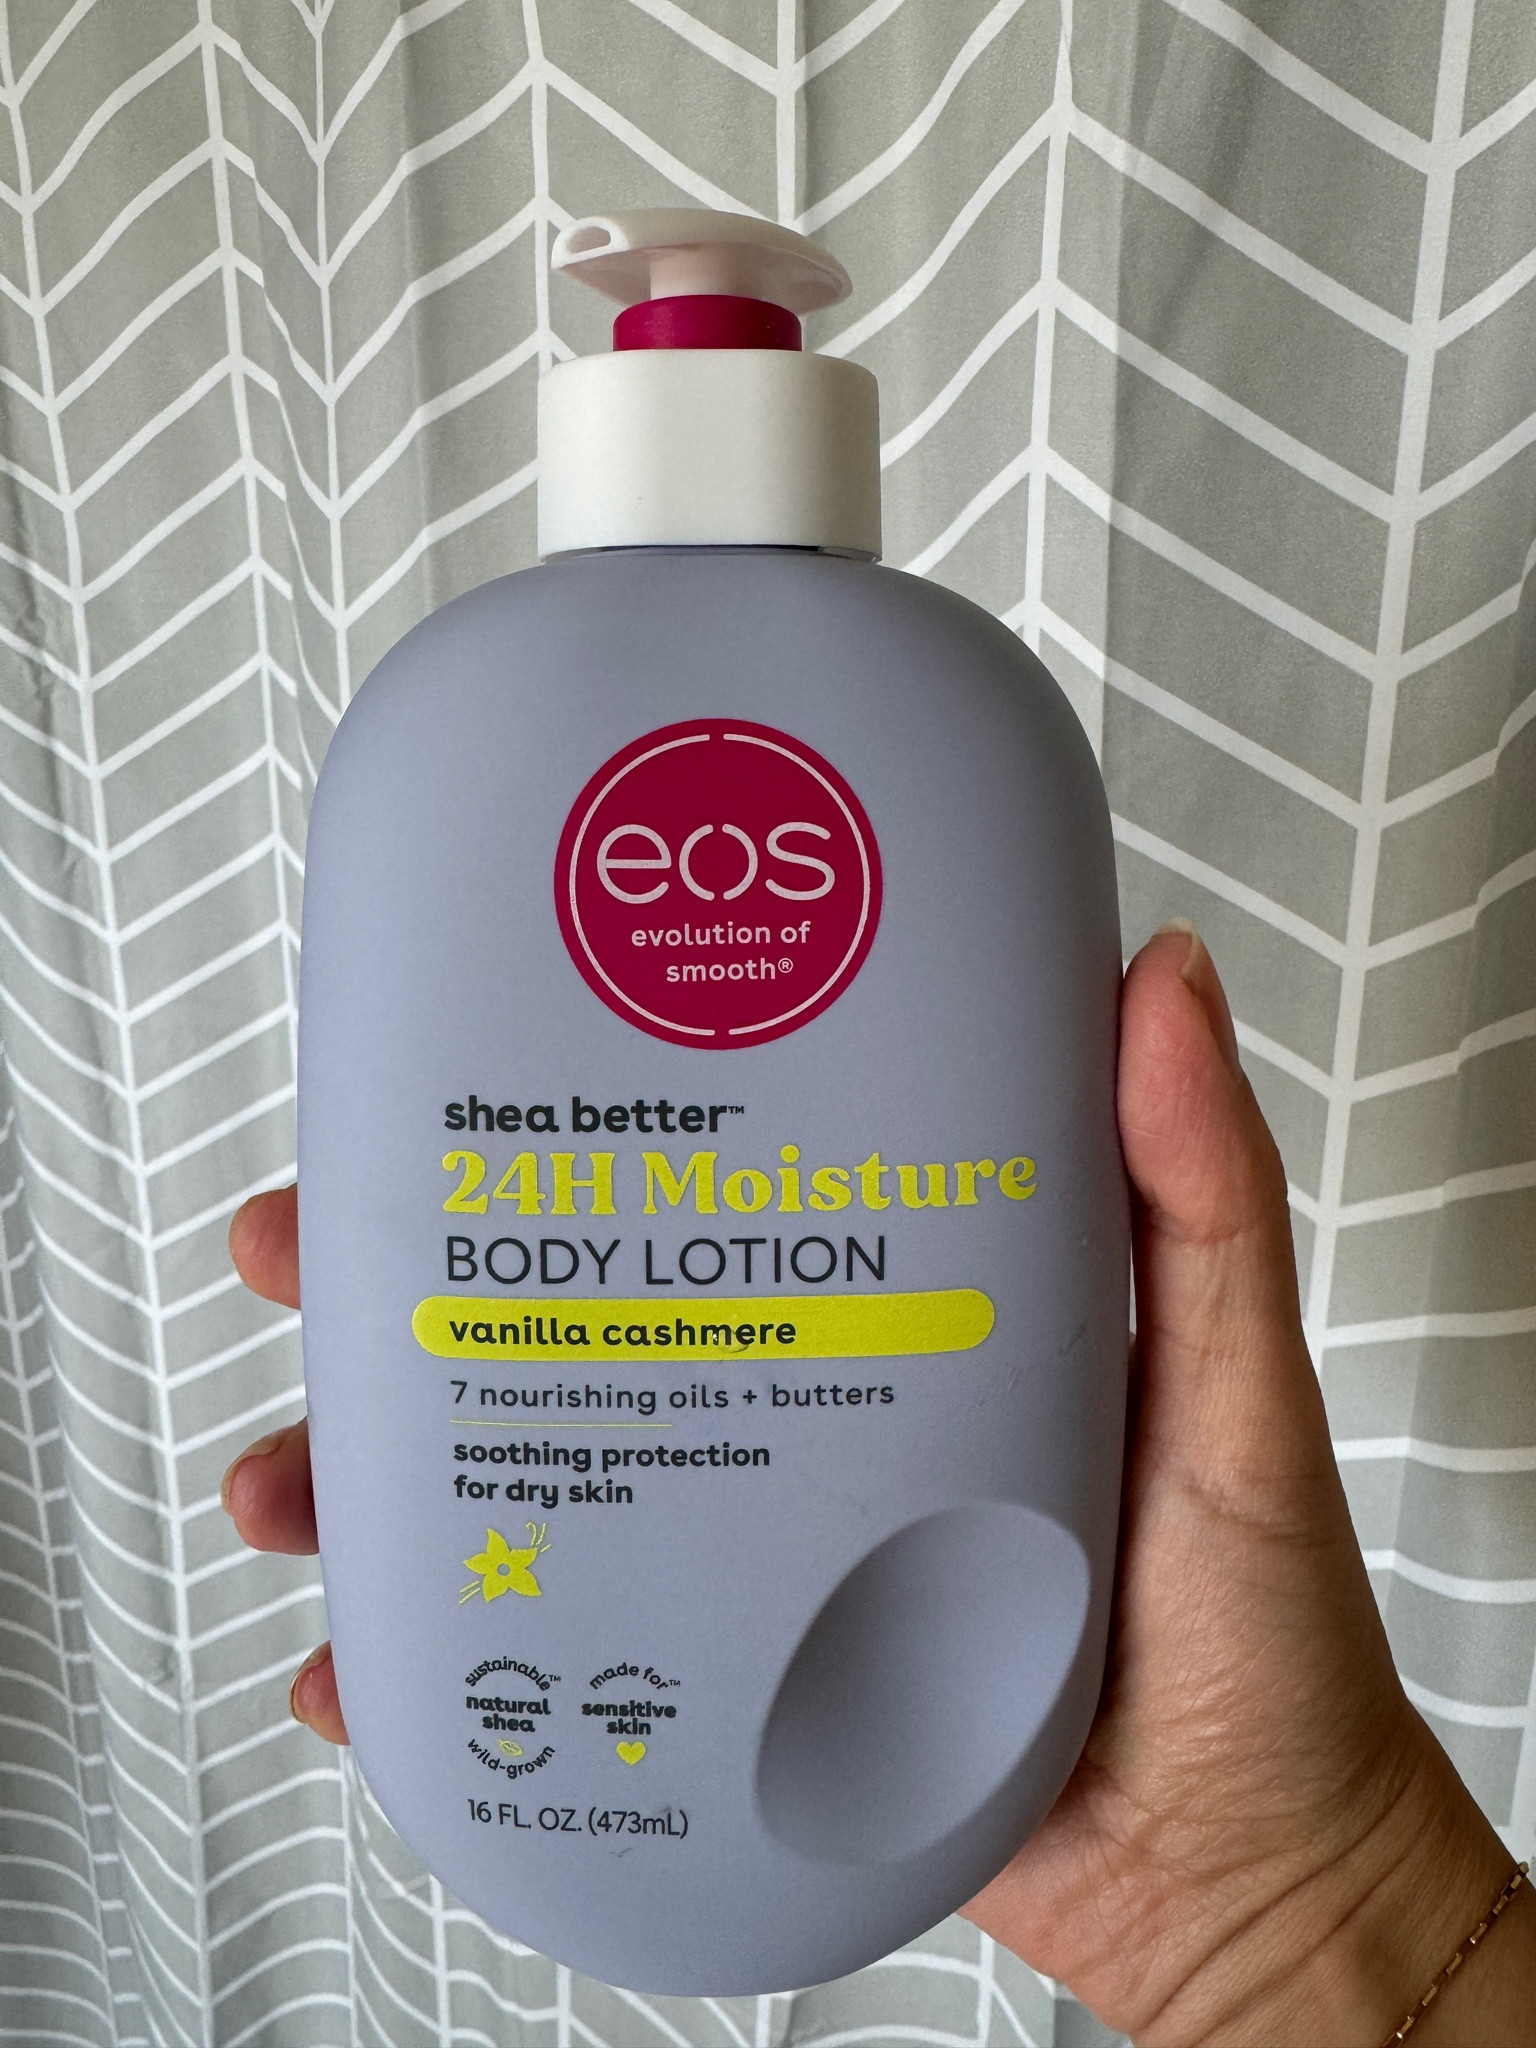 eos
evolution of
smooth®
shea better™
24H Moisture
BODY LOTION
vanilla cashmere
7 nourishing oils + butters
soothing protection
for dry skin
sustainable™
natural
shea
wild-grown
made for™
sensitive
skin
16 FL. OZ. (473mL)